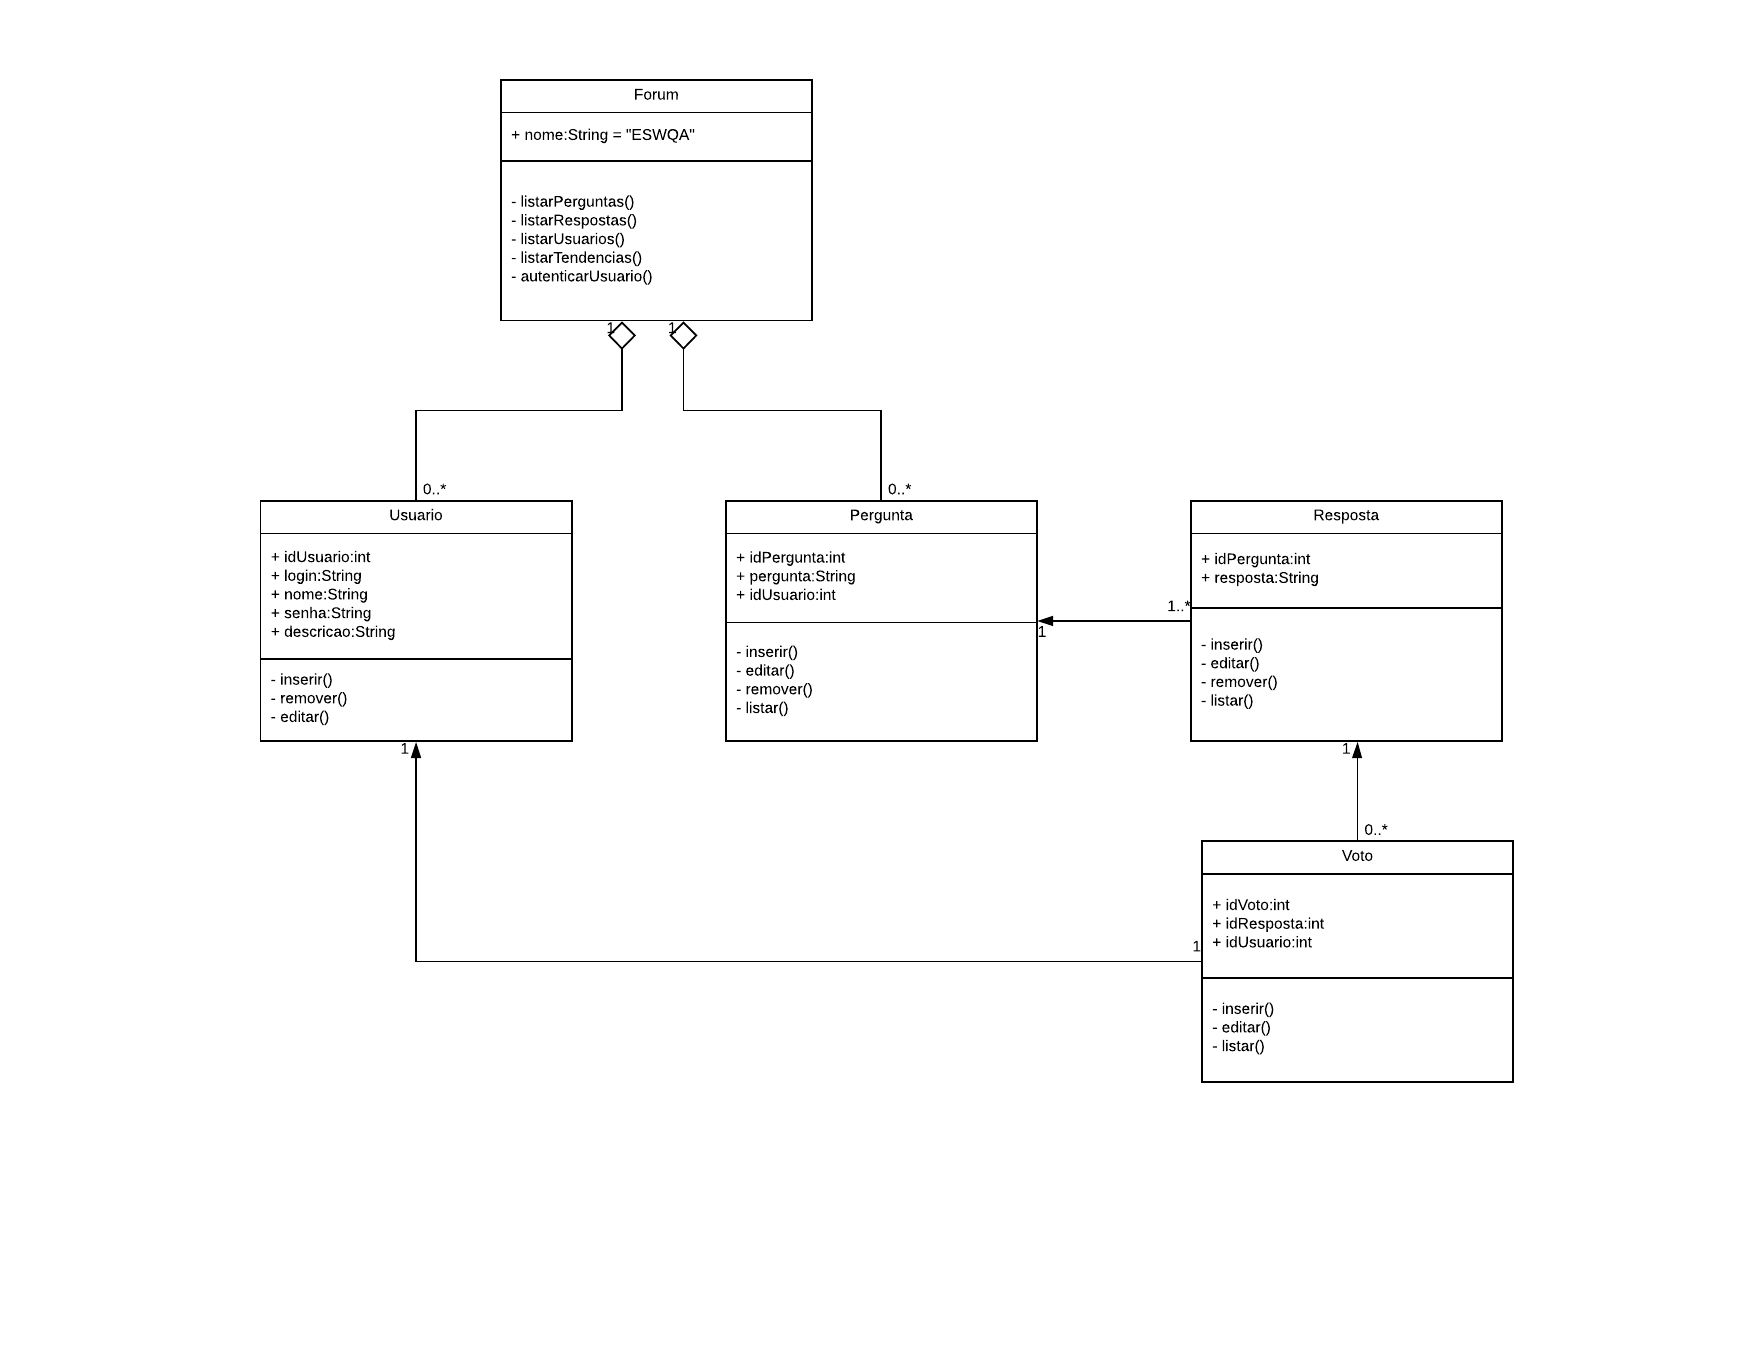 Forum
+ nome:String = "ESWQA"
- listarPerguntas()
- listarRespostas()
- listarUsuarios()
- listarTendencias()
- autenticarUsuario()
1
1
0..*
0..*
Usuario
+ idUsuario:int
+ login:String
+ nome:String
+ senha:String
+ descricao:String
- inserir()
- remover()
- editar()
1
Pergunta
+ idPergunta:int
+ pergunta:String
+ idUsuario:int
- inserir()
- editar()
- remover()
- listar()
1
1..*
Resposta
+ idPergunta:int
+ resposta:String
- inserir()
- editar()
- remover()
- listar()
1
0..*
Voto
+ idVoto:int
+ idResposta:int
+ idUsuario:int
1
- inserir()
- editar()
- listar()